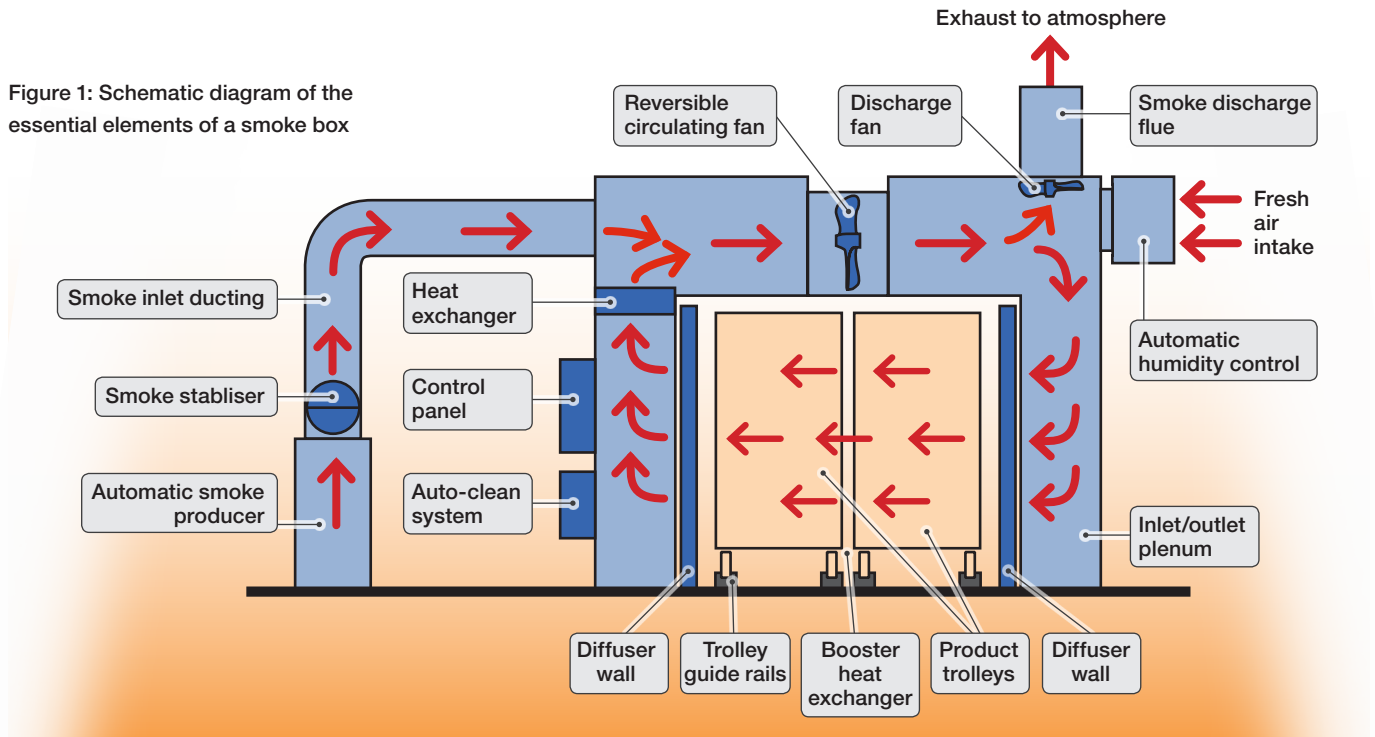 Exhaust to atmosphere
Figure 1: Schematic diagram of the
essential elements of a smoke box
Reversible
circulating fan
Discharge
fan
Smoke discharge
flue
Fresh
air
intake
Smoke inlet ducting
Heat
exchanger
Automatic
humidity control
Smoke stabliser
Control
panel
Automatic smoke
producer
Auto-clean
system
Inlet/outlet
plenum
Diffuser
wall
Trolley
guide rails
Booster
heat
exchanger
Product
trolleys
Diffuser
wall